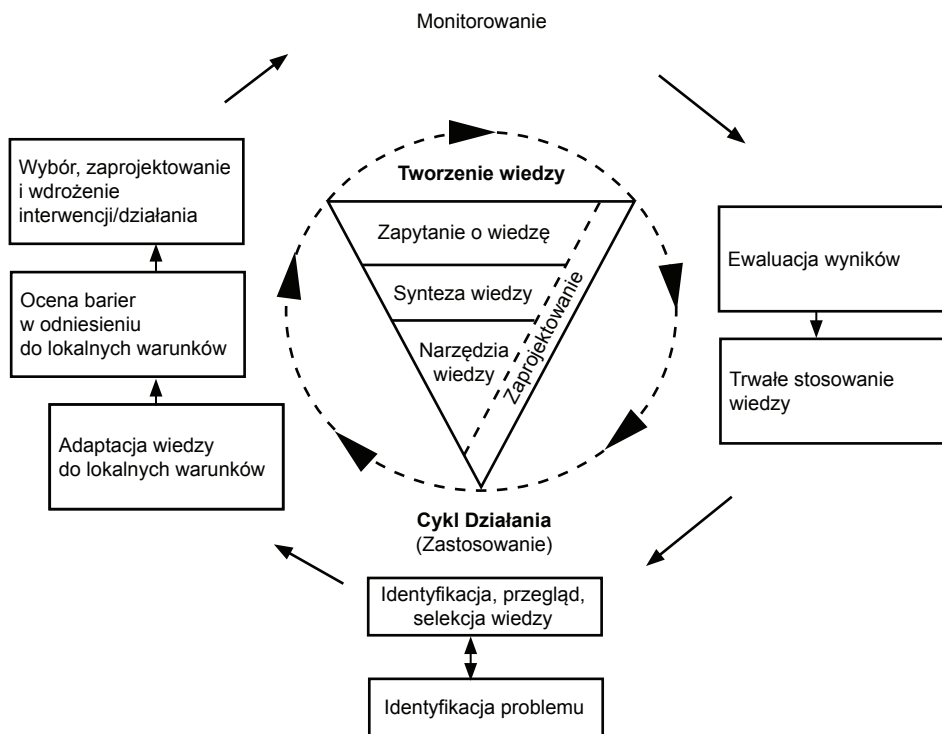 Monitorowanie
Wybór, zaprojektowanie
i wdrożenie
interwencji/działania
Ocena barier
w odniesieniu
do lokalnych warunków
Adaptacja wiedzy
do lokalnych warunków
Tworzenie wiedzy
Zapytanie o wiedzę
Synteza wiedzy
Narzędzia
wiedzy
Zaprojektowanie
Ewaluacja wyników
Trwałe stosowanie
wiedzy
Cykl Działania
(Zastosowanie)
Identyfikacja, przegląd,
selekcja wiedzy
Identyfikacja problemu